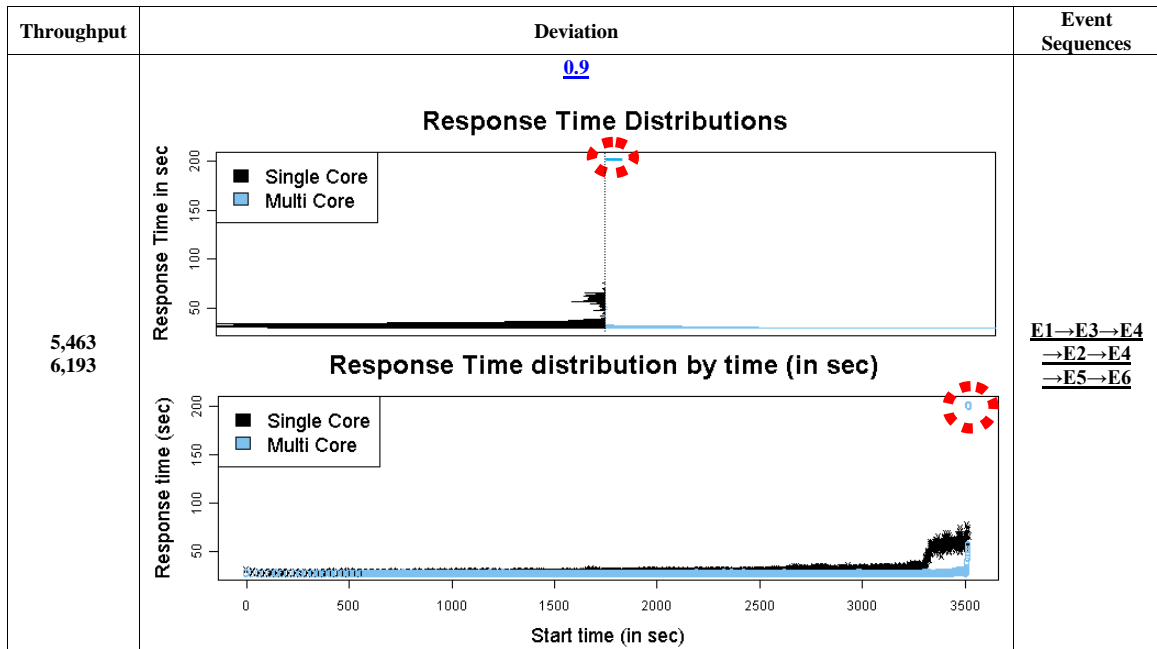 Throughput
Deviation
Event
Sequences
5,463
6,193
0.9
Response Time Distributions
Response Time in sec
200
150
100
50
Single Core
Multi Core
Response Time distribution by time (in sec)
Response time (sec)
200
150
100
50
Single Core
Multi Core
0 500 1000 1500 2000 2500 3000 3500
Start time (in sec)
E1→E3→E4
→E2→E4
→E5→E6